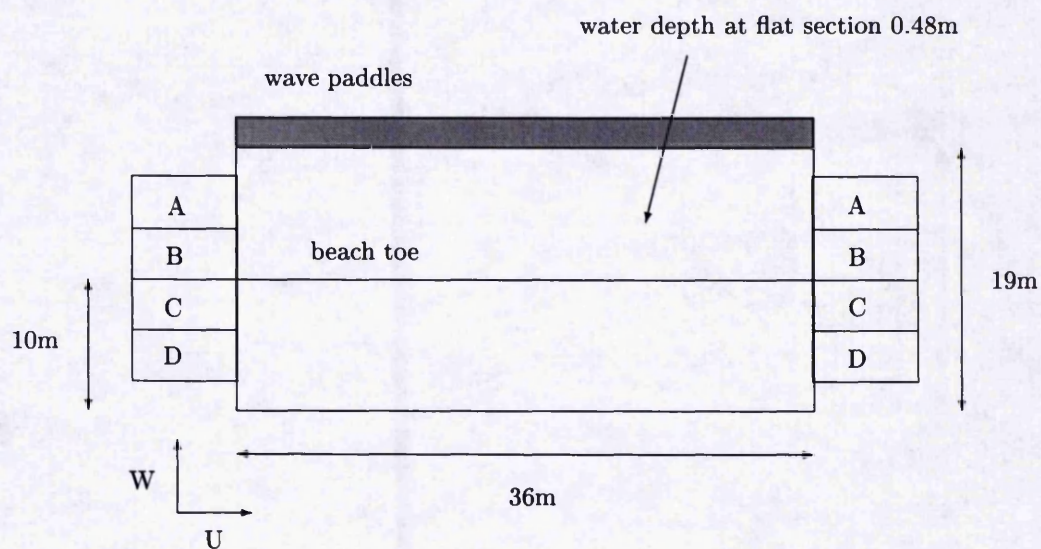 water depth at flat section 0.48m
wave paddles
A
A
B
beach toe
B
19m
C
C
10m
D
D
W
36m
U